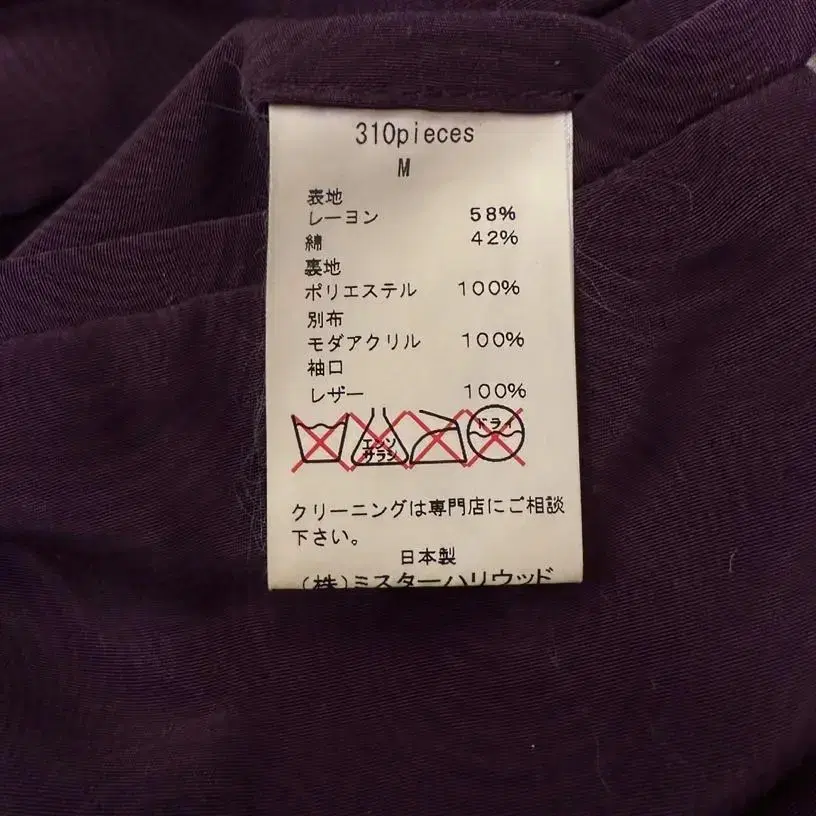 310pieces
M
表地
レーヨン 58%
綿 42%
裏地
ポリエステル 100%
別布
モダアクリル 100%
袖口
レザー 100%
エンソ
サラシ
ドライ
クリーニングは専門店にご相談
下さい。
日本製
(株)ミスターハリウッド